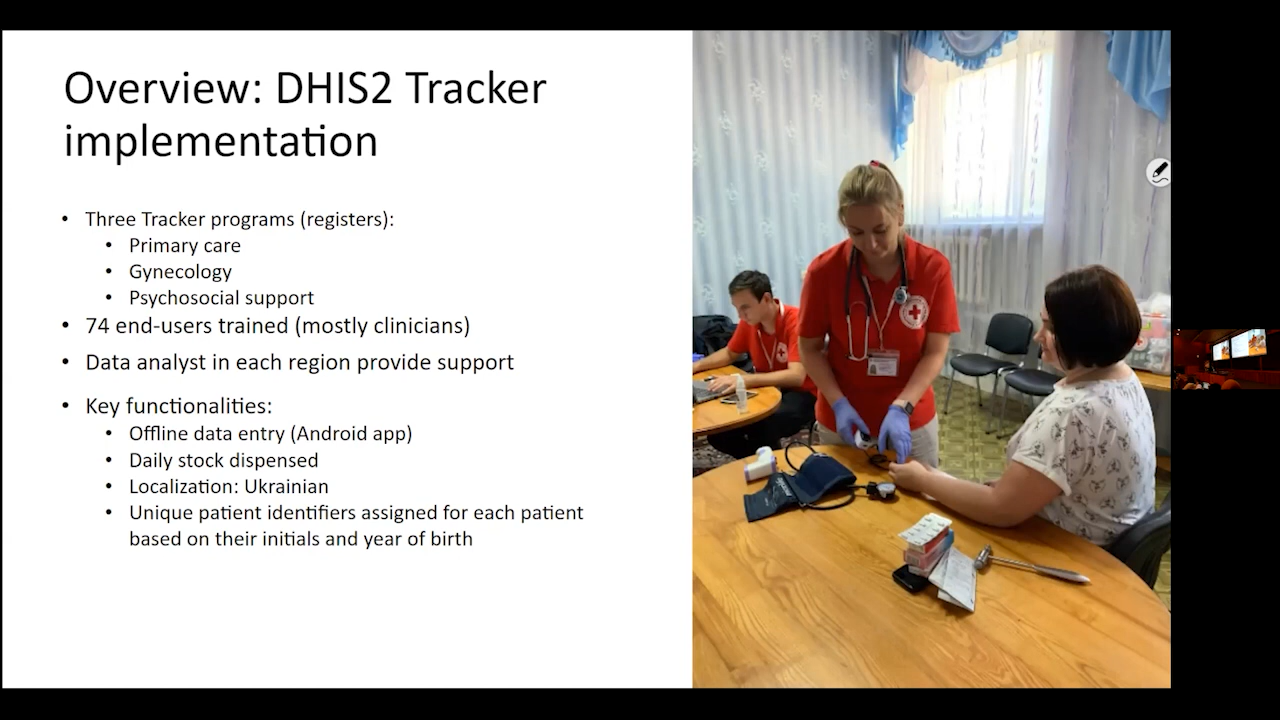 Overview: DHIS2 Tracker
implementation
• Three Tracker programs (registers):
• Primary care
• Gynecology
• Psychosocial support
• 74 end-users trained (mostly clinicians)
• Data analyst in each region provide support
• Key functionalities:
• Offline data entry (Android app)
• Daily stock dispensed
• Localization: Ukrainian
• Unique patient identifiers assigned for each patient
based on their initials and year of birth